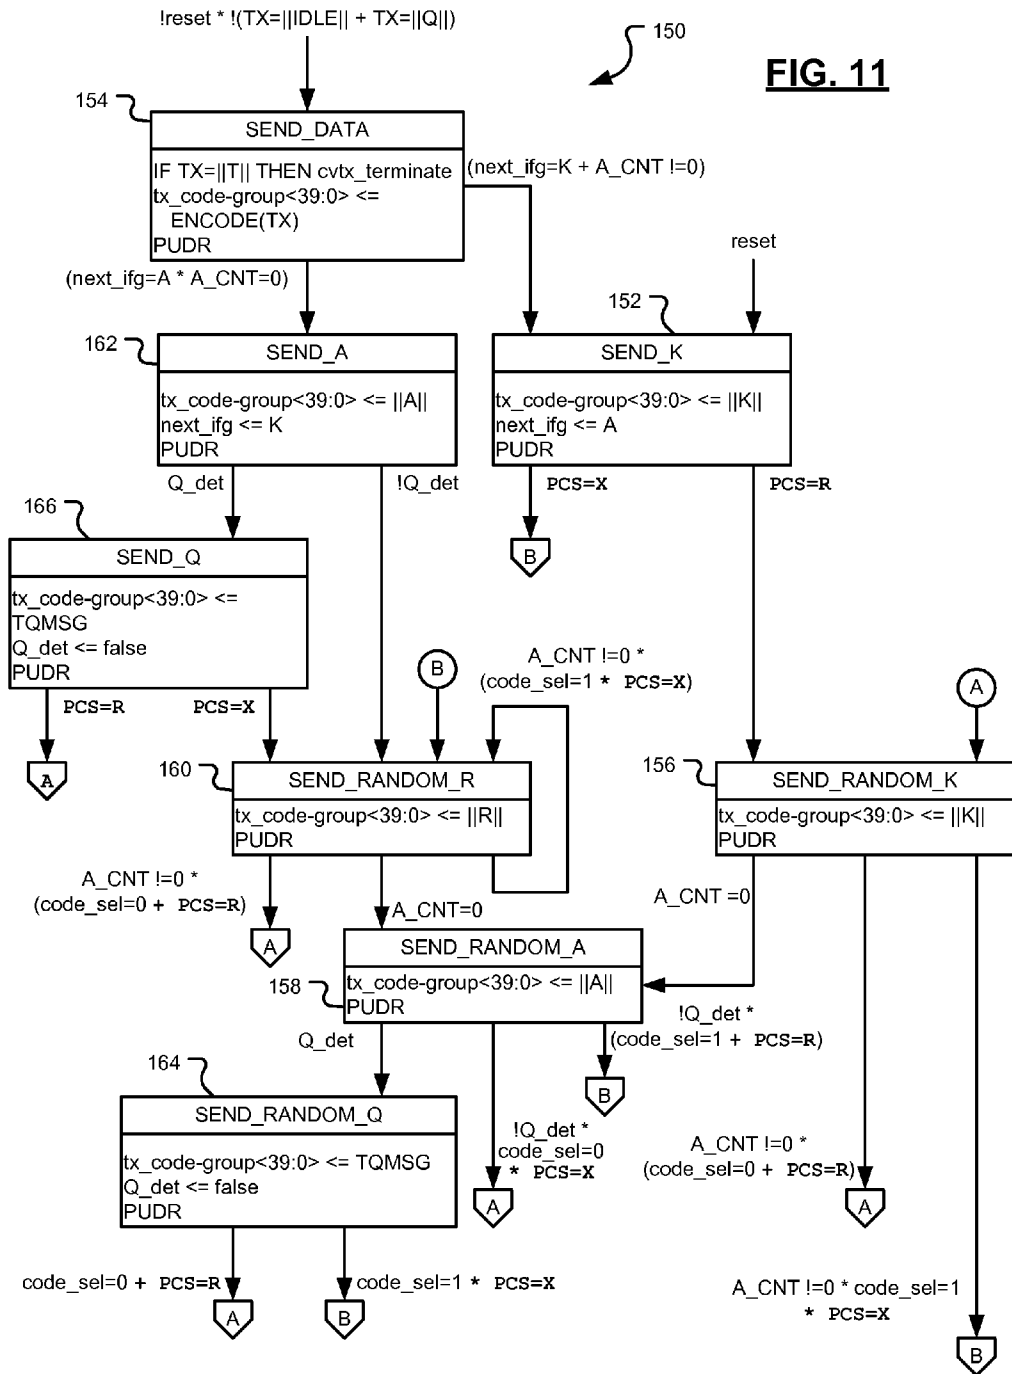 !reset * !(TX=||IDLE|| + TX=||Q||)
150
FIG. 11
154
SEND_DATA
IF TX=||T|| THEN cvtx_terminate
tx_code-group<39:0> <=
ENCODE(TX)
PUDR
(next_ifg=K + A_CNT !=0)
(next_ifg=A * A_CNT=0)
reset
152
162
SEND_A
tx_code-group<39:0> <= ||A||
next_ifg <= K
PUDR
SEND_K
tx_code-group<39:0> <= ||K||
next_ifg <= A
PUDR
Q_det
!Q_det
PCS=X
PCS=R
166
SEND_Q
tx_code-group<39:0> <=
TQMSG
Q_det <= false
PUDR
B
PCS=R
PCS=X
A
B
A_CNT !=0 *
(code_sel=1 * PCS=X)
A
160
SEND_RANDOM_R
tx_code-group<39:0> <= ||R||
PUDR
156
SEND_RANDOM_K
tx_code-group<39:0> <= ||K||
PUDR
A_CNT !=0 *
(code_sel=0 + PCS=R)
A
A_CNT=0
A_CNT =0
158
SEND_RANDOM_A
tx_code-group<39:0> <= ||A||
PUDR
Q_det
!Q_det *
(code_sel=1 + PCS=R)
B
164
SEND_RANDOM_Q
tx_code-group<39:0> <= TQMSG
Q_det <= false
PUDR
!Q_det *
code_sel=0
* PCS=X
A
A_CNT !=0 *
(code_sel=0 + PCS=R)
A
code_sel=0 + PCS=R
A
code_sel=1 * PCS=X
B
A_CNT !=0 * code_sel=1
* PCS=X
B